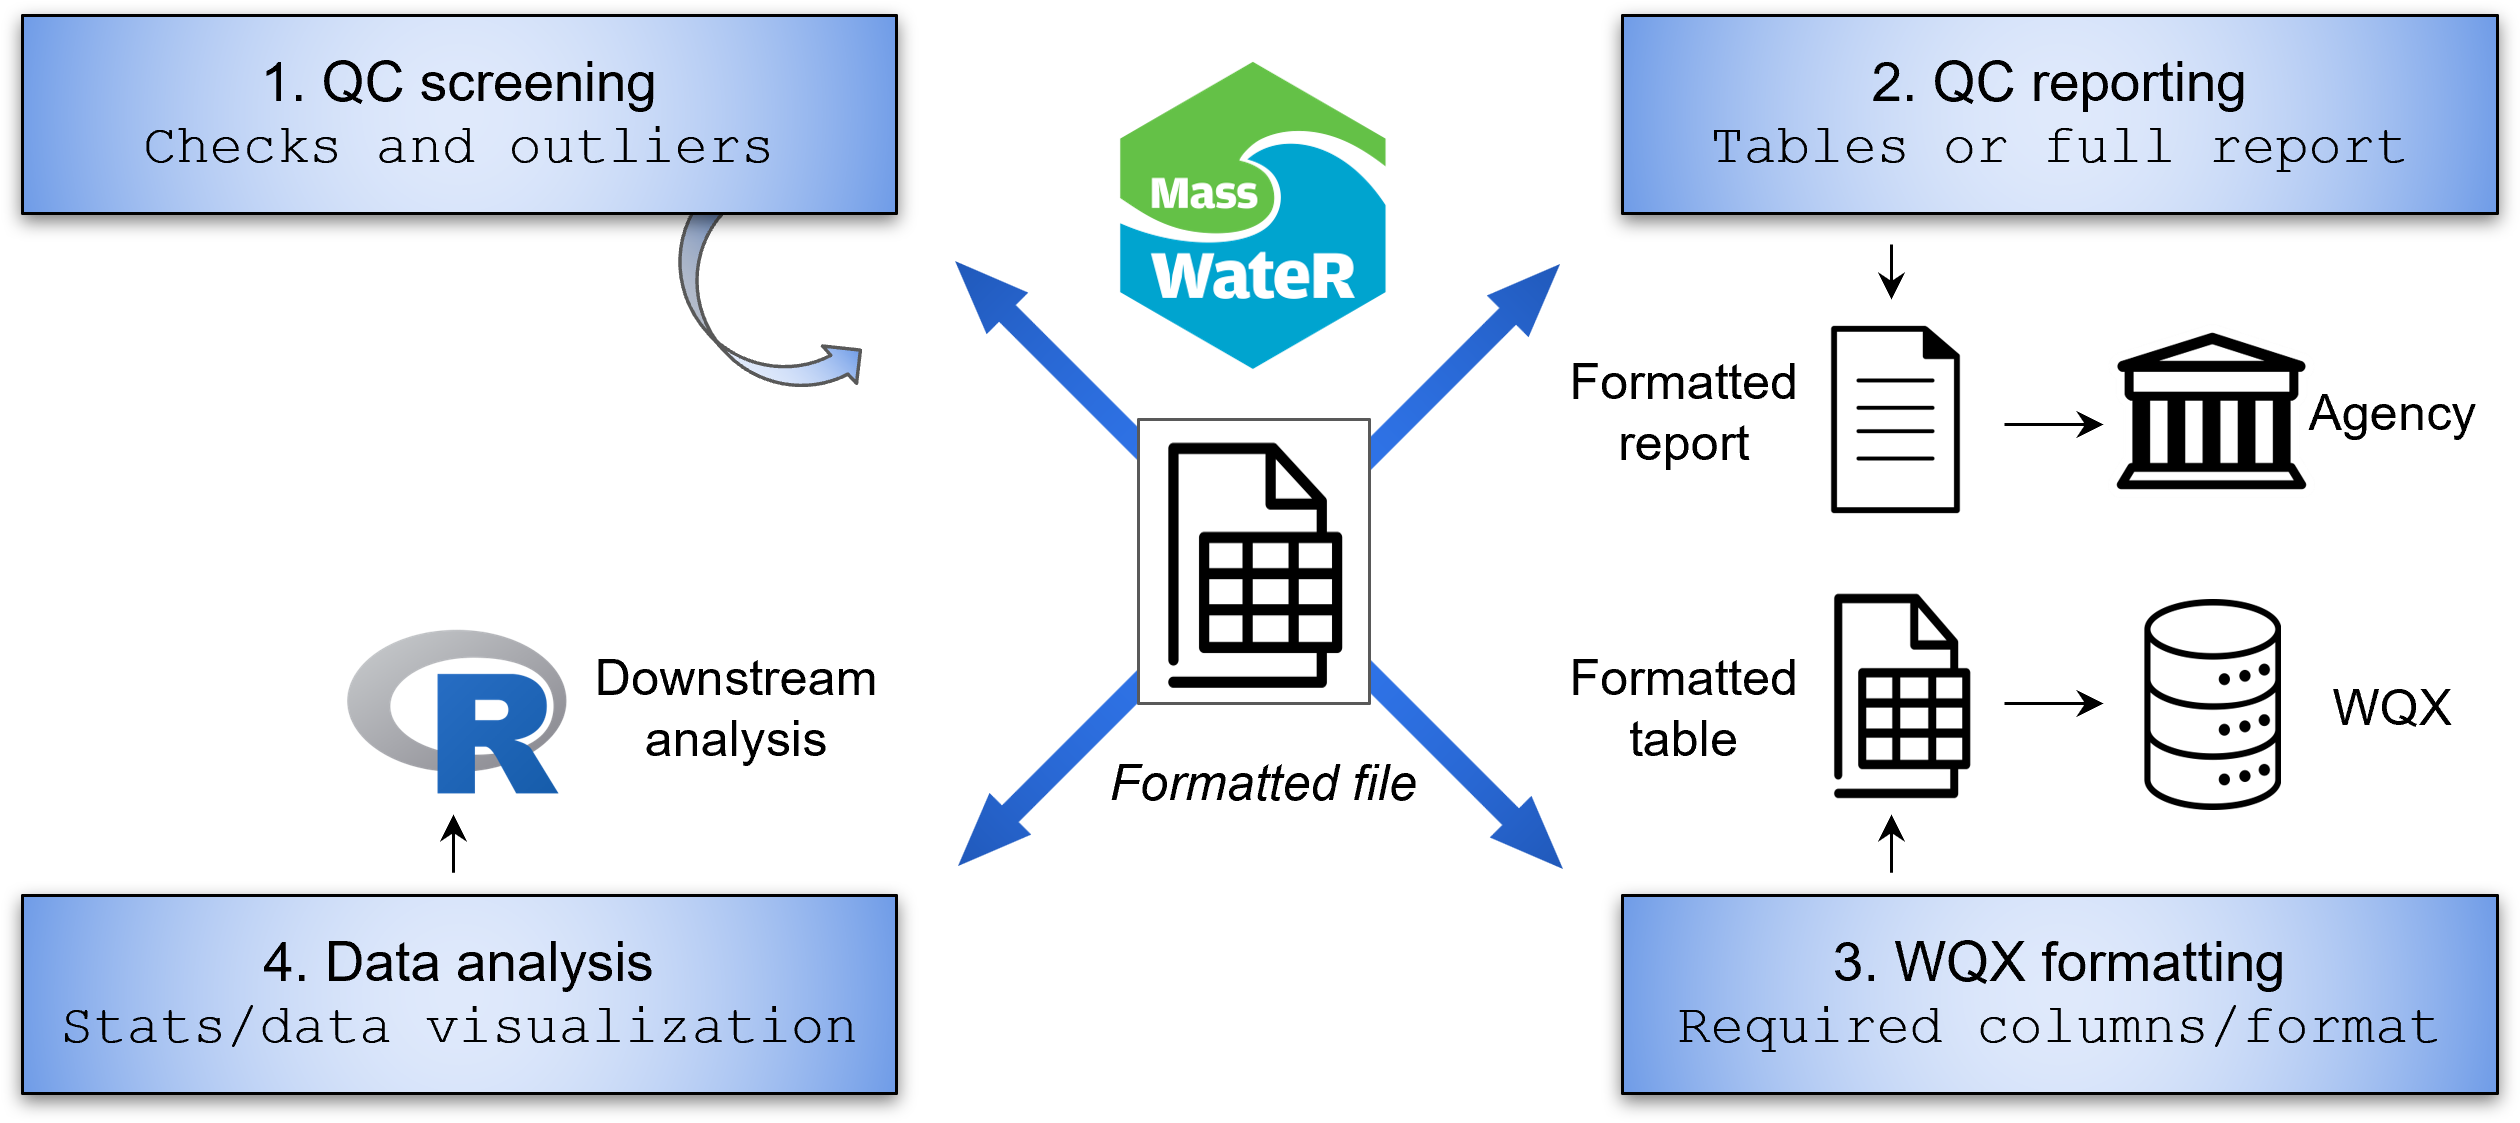 1. QC screening
Checks and outliers
2. QC reporting
Tables or full report
Mass
WateR
Formatted
report
Agency
Formatted
table
WQX
R
Downstream
analysis
Formatted file
4. Data analysis
Stats/data visualization
3. WQX formatting
Required columns/format